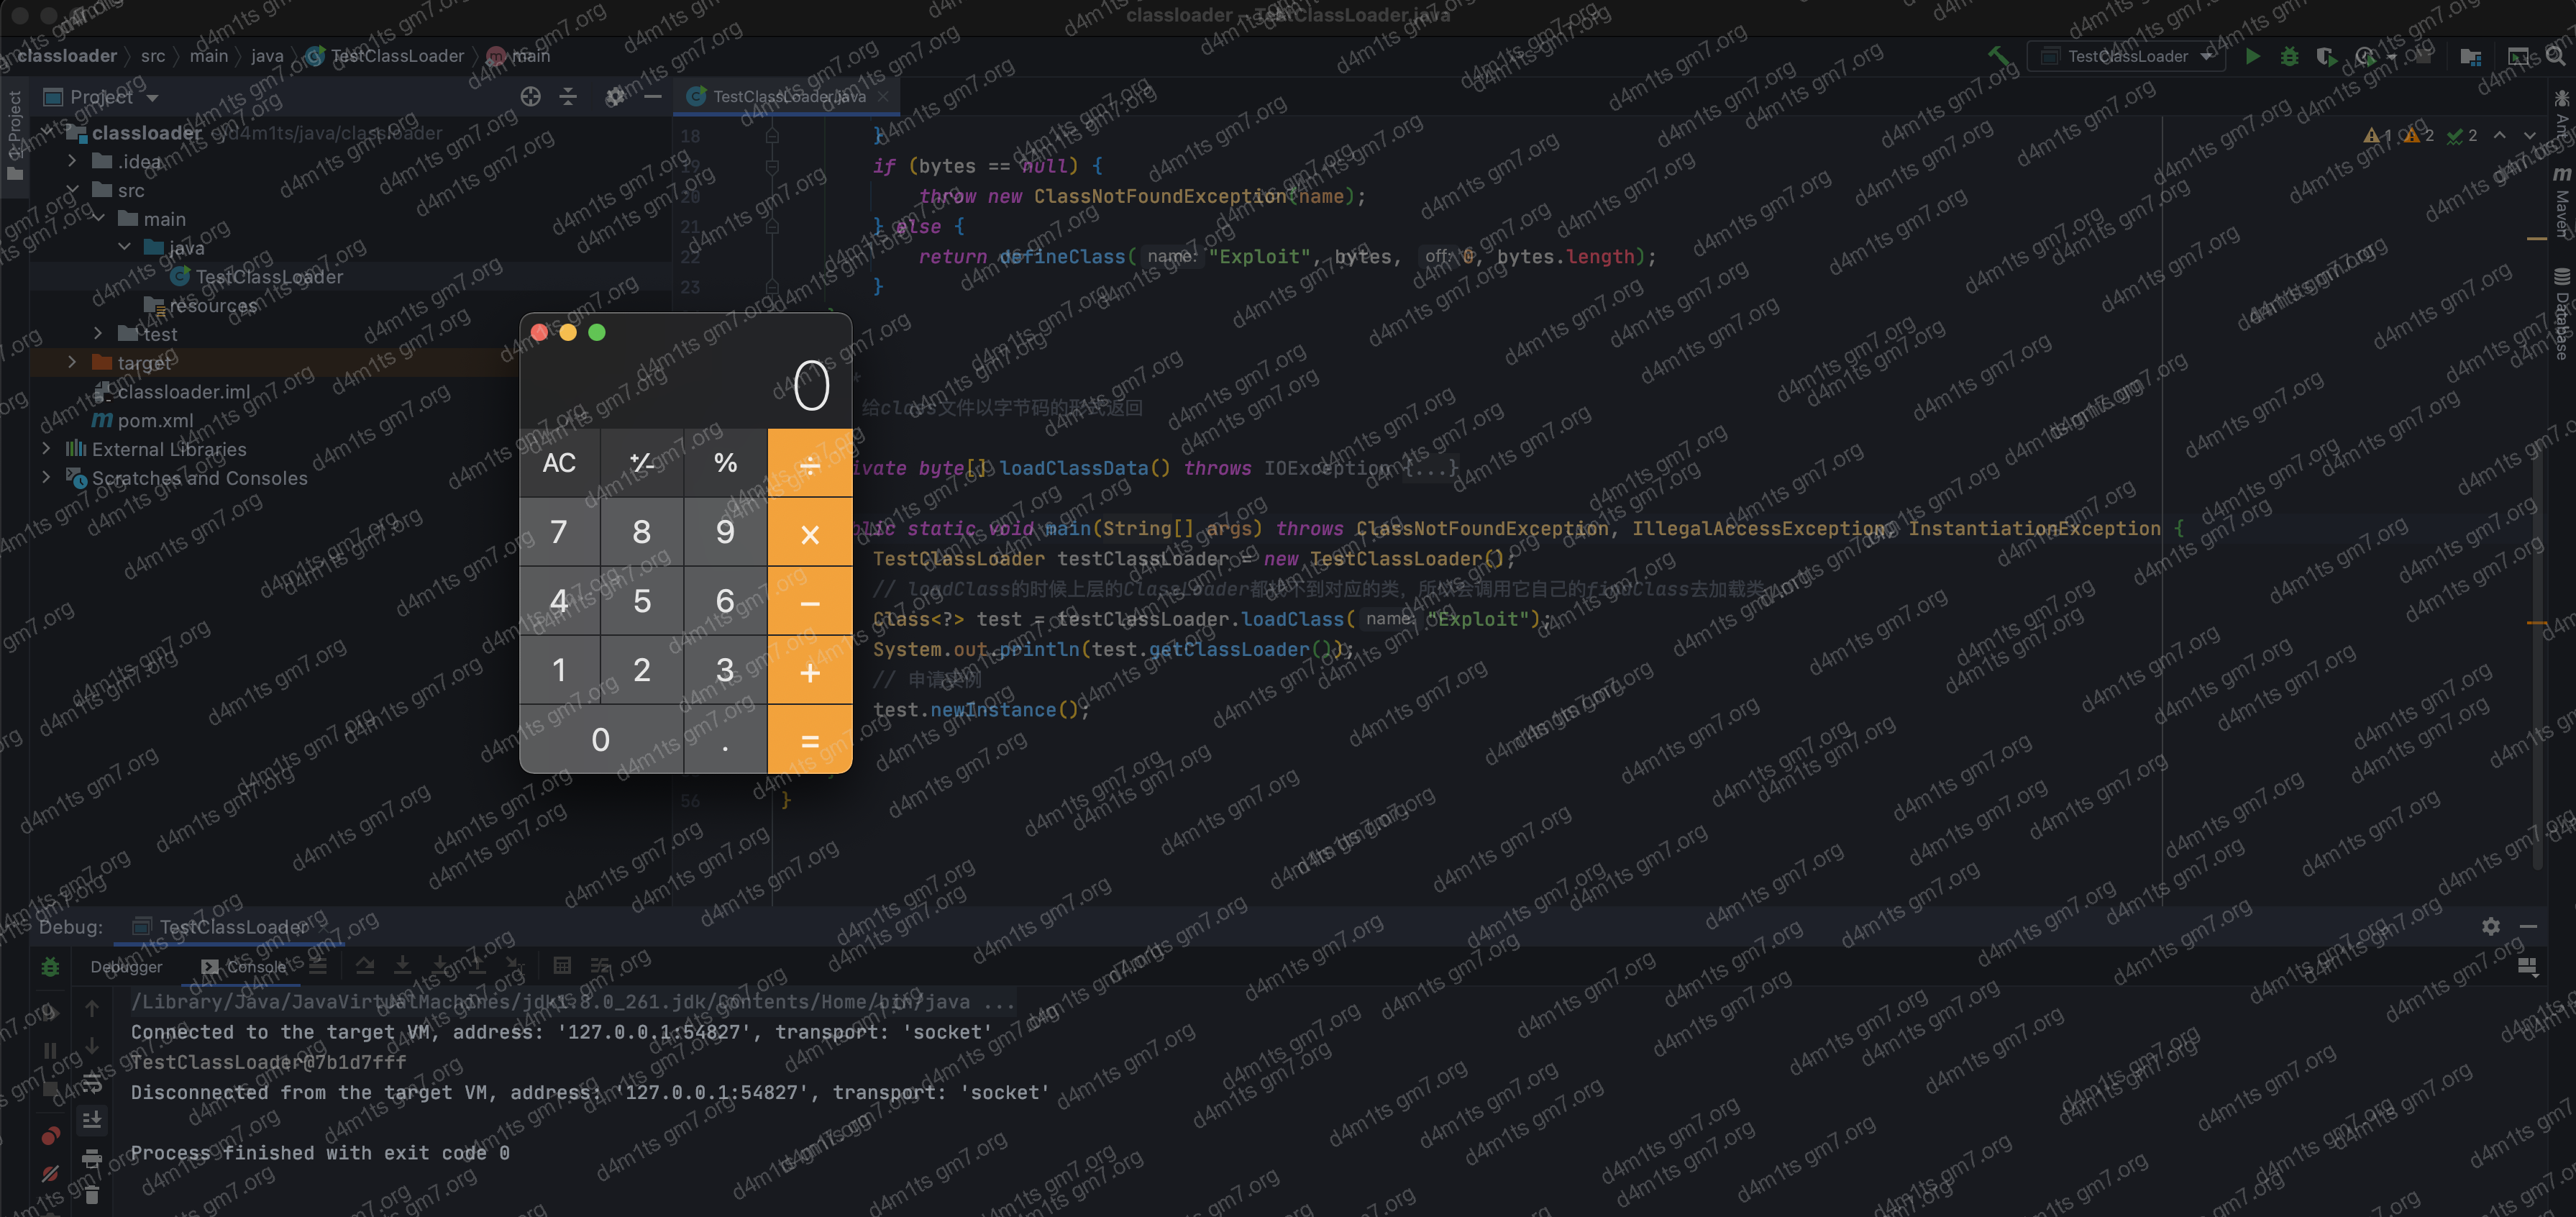 classloader – TestClassLoader.java
classloader 〉 src 〉 main 〉 java 〉 TestClassLoader 〉 main
TestClassLoader
Project
TestClassLoader.java
1: Project
Ant
Maven
Database
classloader ~/d4m1ts/java/classloader
.idea
src
main
java
TestClassLoader
resources
test
target
classloader.iml
pom.xml
External Libraries
Scratches and Consoles
1 2 2
18 }
19 if (bytes == null) {
20 throw new ClassNotFoundException(name);
21 } else {
22 return defineClass( name: "Exploit", bytes, off: 0, bytes.length);
23 }
*
给class文件以字节码的形式返回
ivate byte[] loadClassData() throws IOException {...}
blic static void main(String[] args) throws ClassNotFoundException, IllegalAccessException, InstantiationException {
TestClassLoader testClassLoader = new TestClassLoader();
// loadClass的时候上层的ClassLoader都找不到对应的类，所以会调用它自己的findClass去加载类
Class<?> test = testClassLoader.loadClass( name: "Exploit");
System.out.println(test.getClassLoader());
// 申请实例
test.newInstance();
56 }
0
AC +⁄- % ÷
7 8 9 ×
4 5 6 −
1 2 3 +
0 . =
Debug: TestClassLoader
Debugger Console
/Library/Java/JavaVirtualMachines/jdk1.8.0_261.jdk/Contents/Home/bin/java ...
Connected to the target VM, address: '127.0.0.1:54827', transport: 'socket'
TestClassLoader@7b1d7fff
Disconnected from the target VM, address: '127.0.0.1:54827', transport: 'socket'
Process finished with exit code 0
d4m1ts gm7.org